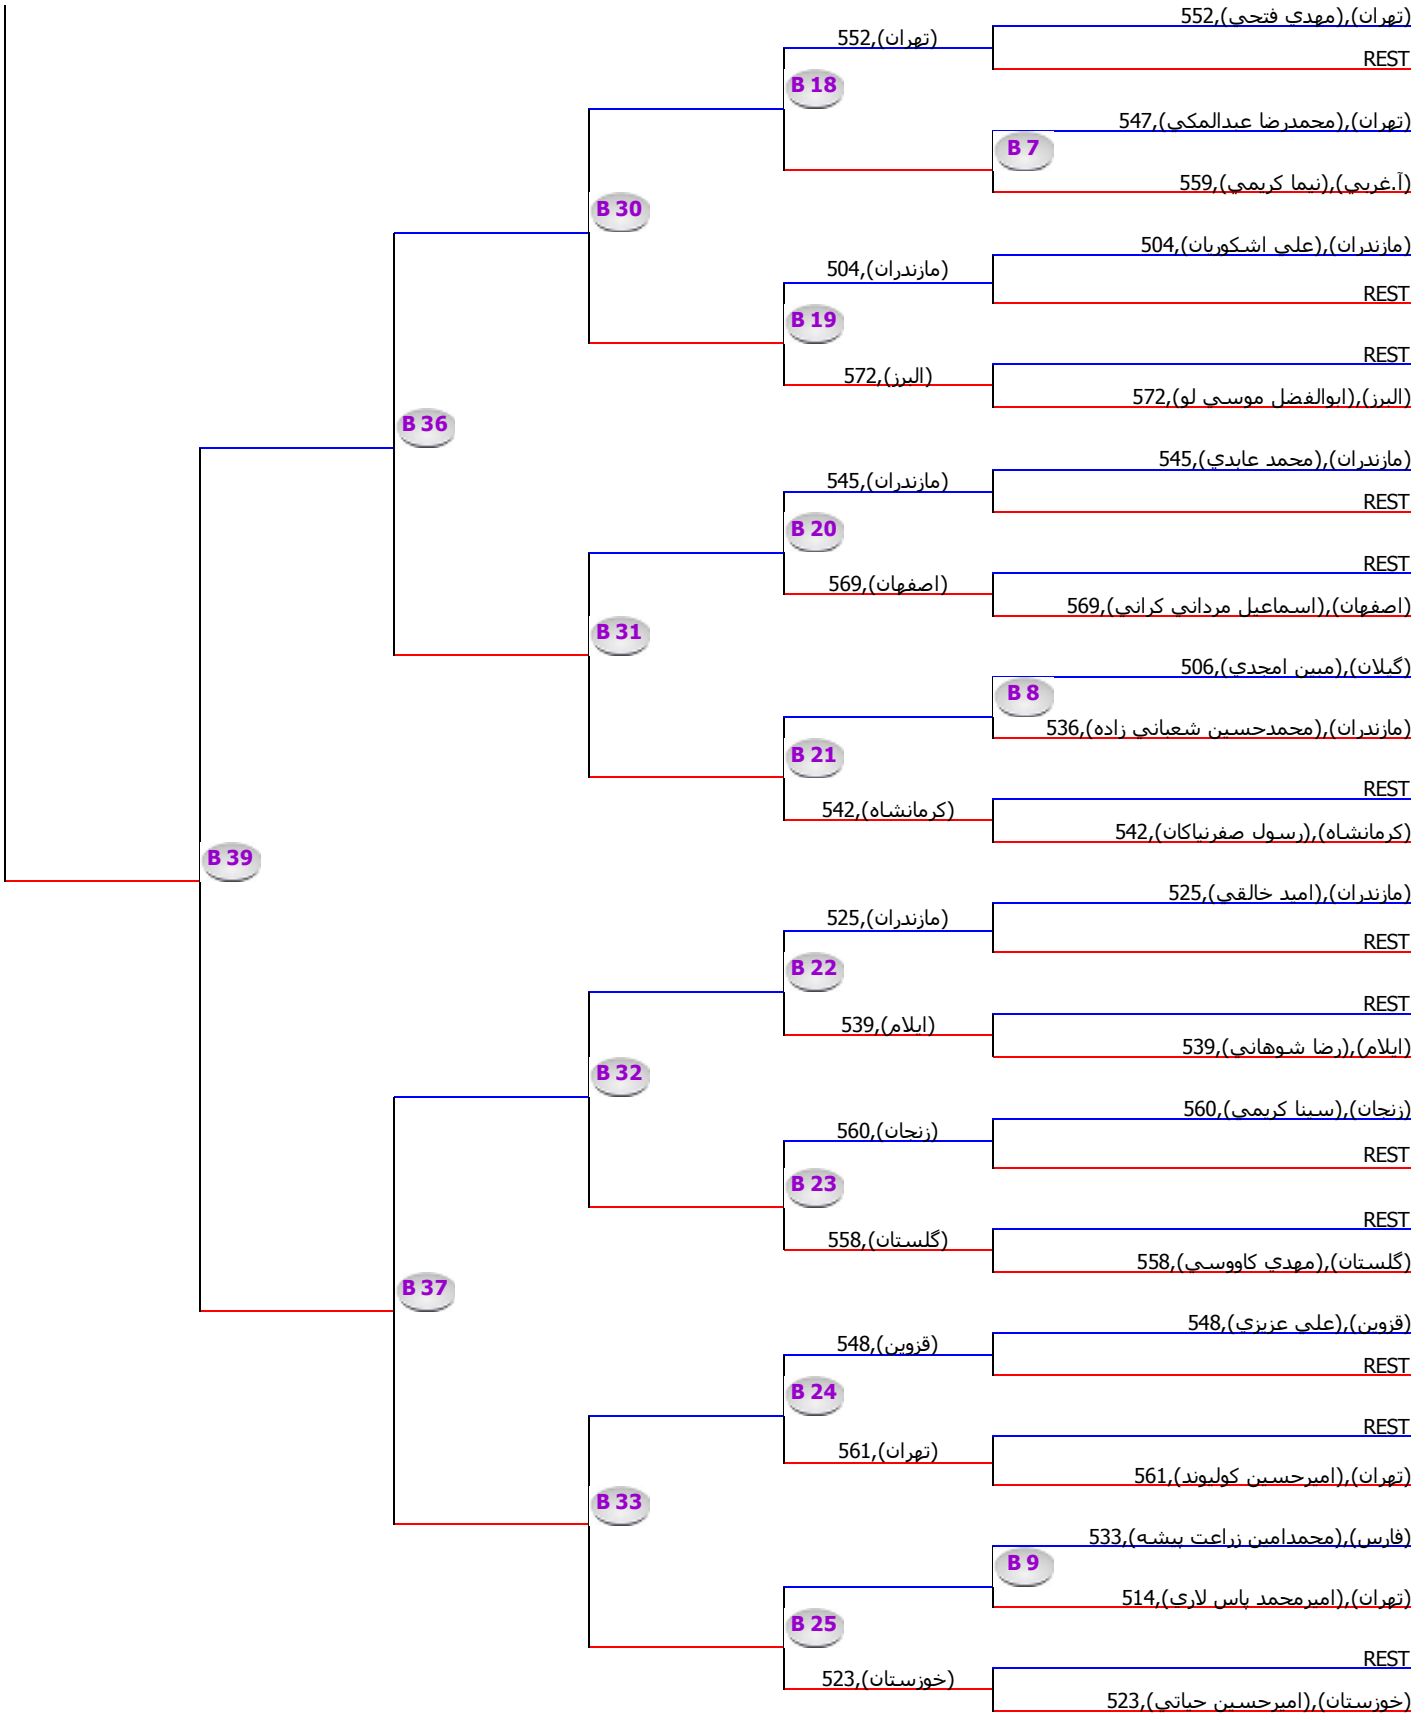 (تهران),(مهدي فتحي),552
(تهران),552
REST
B 18
(تهران),(محمدرضا عبدالمكي),547
B 7
(آ.غربي),(نيما كريمي),559
B 30
(مازندران),(علي اشكوريان),504
(مازندران),504
REST
B 19
REST
(البرز),572
(البرز),(ابوالفضل موسي لو),572
B 36
(مازندران),(محمد عابدي),545
(مازندران),545
REST
B 20
REST
(اصفهان),569
(اصفهان),(اسماعيل مرداني كراني),569
B 31
(گيلان),(مبين امجدي),506
B 8
(مازندران),(محمدحسين شعباني زاده),536
B 21
REST
(كرمانشاه),542
(كرمانشاه),(رسول صفرنياكان),542
B 39
(مازندران),(اميد خالقي),525
(مازندران),525
REST
B 22
REST
(ايلام),539
(ايلام),(رضا شوهاني),539
B 32
(زنجان),(سينا كريمي),560
(زنجان),560
REST
B 23
REST
(گلستان),558
(گلستان),(مهدي كاووسي),558
B 37
(قزوين),(علي عزيزي),548
(قزوين),548
REST
B 24
REST
(تهران),561
(تهران),(اميرحسين كوليوند),561
B 33
(فارس),(محمدامين زراعت پيشه),533
B 9
(تهران),(اميرمحمد پاس لاري),514
B 25
REST
(خوزستان),523
(خوزستان),(اميرحسين حياتي),523